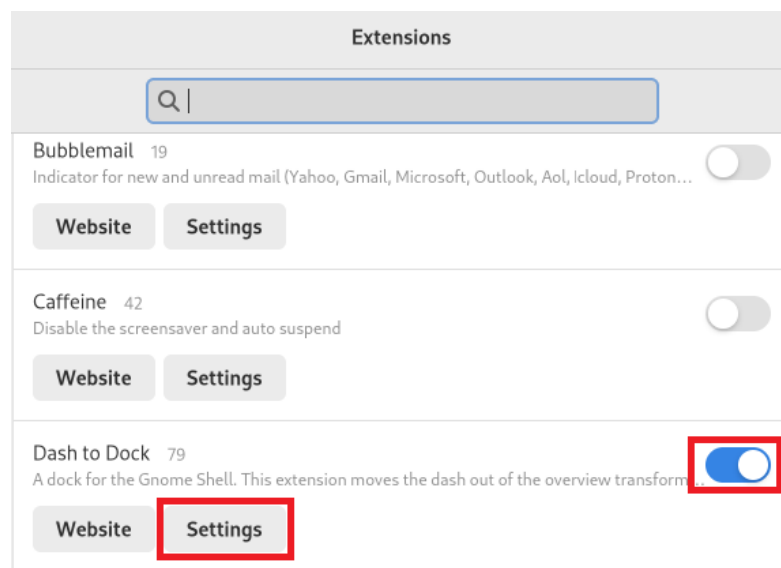 Extensions
Bubblemail 19
Indicator for new and unread mail (Yahoo, Gmail, Microsoft, Outlook, Aol, Icloud, Proton...
Website Settings
Caffeine 42
Disable the screensaver and auto suspend
Website Settings
Dash to Dock 79
A dock for the Gnome Shell. This extension moves the dash out of the overview transform...
Website Settings